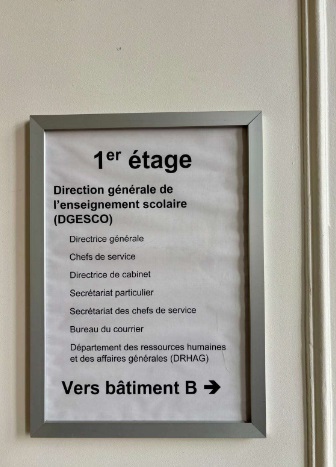 1er étage
Direction générale de
l'enseignement scolaire
(DGESCO)
Directrice générale
Chefs de service
Directrice de cabinet
Secrétariat particulier
Secrétariat des chefs de service
Bureau du courrier
Département des ressources humaines
et des affaires générales (DRHAG)
Vers bâtiment B →